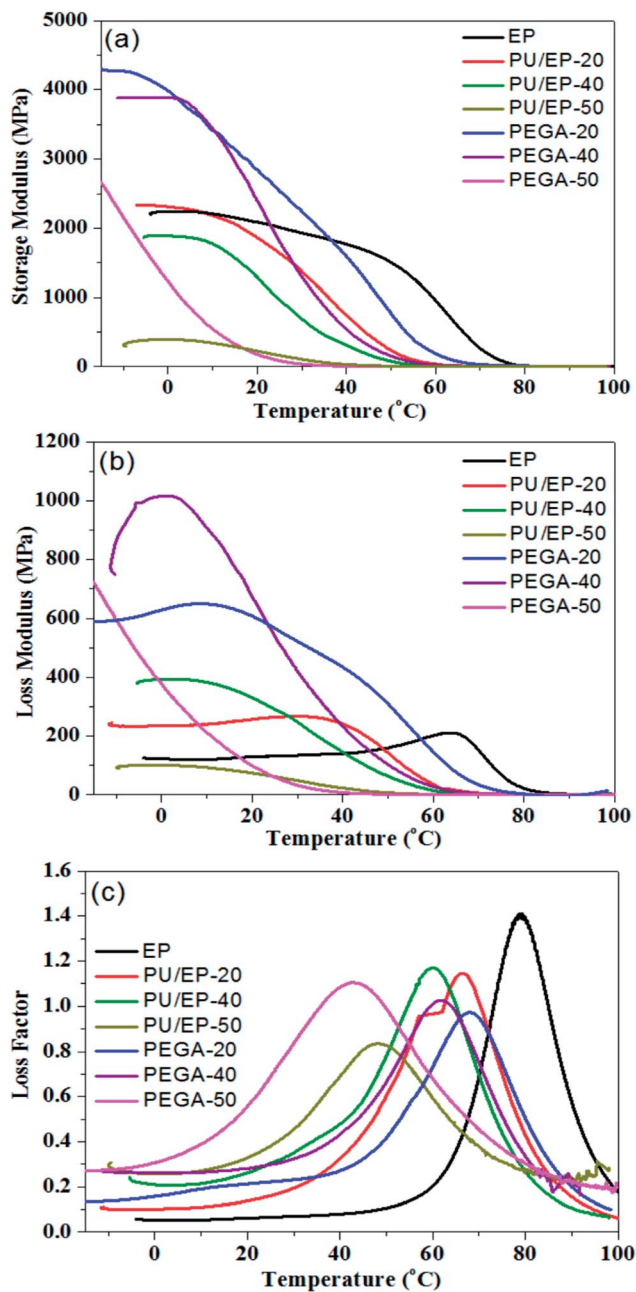 (a)
EP
PU/EP-20
PU/EP-40
PU/EP-50
PEGA-20
PEGA-40
PEGA-50
5000
4000
3000
2000
1000
0
Storage Modulus (MPa)
0 20 40 60 80 100
Temperature (°C)
(b)
EP
PU/EP-20
PU/EP-40
PU/EP-50
PEGA-20
PEGA-40
PEGA-50
1200
1000
800
600
400
200
0
Loss Modulus (MPa)
0 20 40 60 80 100
Temperature (°C)
(c)
EP
PU/EP-20
PU/EP-40
PU/EP-50
PEGA-20
PEGA-40
PEGA-50
1.6
1.4
1.2
1.0
0.8
0.6
0.4
0.2
0.0
Loss Factor
0 20 40 60 80 100
Temperature (°C)